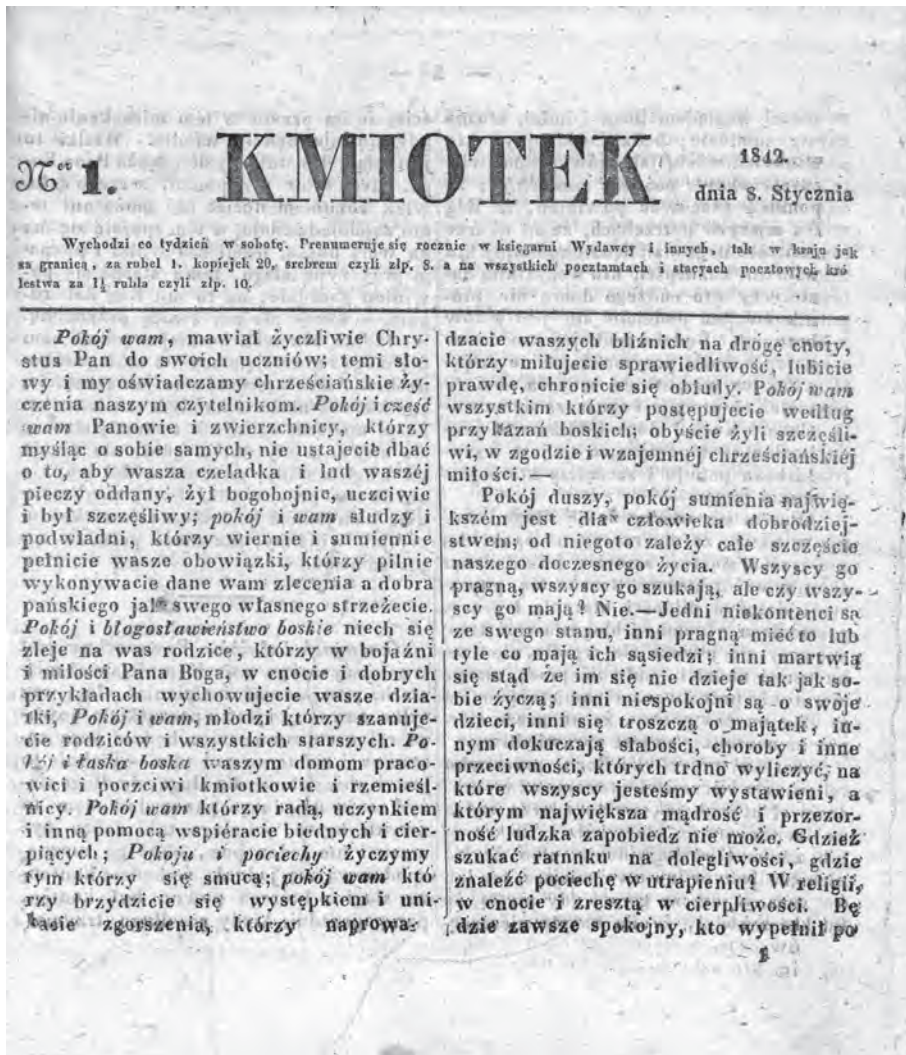 Nro 1.
KMIOTEK
1842.
dnia 8. Stycznia
Wychodzi co tydzień w sobotę. Prenumeruje się rocznie w księgarni Wydawcy i innych, tak w kraju jak
za granicą, za rubel 1. kopiejek 20, srebrem czyli złp. 8. a na wszystkich pocztamtach i stacyach pocztowych kró
lestwa za 1½ rubla czyli złp. 10.
Pokój wam, mawiał życzliwie Chry-
stus Pan do swoich uczniów; temi sło-
wy i my oświadczamy chrześciańskie ży-
czenia naszym czytelnikom. Pokój i cześć
wam Panowie i zwierzchnicy, którzy
myśląc o sobie samych, nie ustajecie dbać
o to, aby wasza czeladka i lud waszéj
pieczy oddany, żył bogobojnie, uczciwie
i był szczęśliwy; pokój i wam słudzy i
podwładni, którzy wiernie i sumiennie
pełnicie wasze obowiązki, którzy pilnie
wykonywacie dane wam zlecenia a dobra
pańskiego jak swego własnego strzeżecie.
Pokój i błogosławieństwo boskie niech się
zleje na was rodzice, którzy w bojaźni
i miłości Pana Boga, w cnocie i dobrych
przykładach wychowujecie wasze dzia-
tki, Pokój i wam, młodzi którzy szanuje-
cie rodziców i wszystkich starszych. Po-
kój i łaska boska waszym domom praco-
wici i poczciwi kmiotkowie i rzemieśl-
nicy. Pokój wam którzy radą, uczynkiem
i inną pomocą wspiéracie biednych i cier-
piących; Pokoju i pociechy życzymy
tym którzy się smucą; pokój wam któ
rzy brzydzicie się występkiem i uni-
kacie zgorszenia, którzy naprowa-
dzacie waszych bliźnich na drogę cnoty,
którzy miłujecie sprawiedliwość, lubicie
prawdę, chronicie się obłudy. Pokój wam
wszystkim którzy postępujecie według
przykazań boskich; obyście żyli szczęśli-
wi, w zgodzie i wzajemnéj chrześciańskiéj
miłości. —
Pokój duszy, pokój sumienia najwię-
kszém jest dla człowieka dobrodziej-
stwem; od niegoto zależy całe szczęście
naszego doczesnego życia. Wszyscy go
pragną, wszyscy go szukają, ale czy wszy-
scy go mają? Nie.—Jedni niekontenci są
ze swego stanu, inni pragną miéć to lub
tyle co mają ich sąsiedzi; inni martwią
się stąd że im się nie dzieje tak jak so-
bie życzą; inni niespokojni są o swoje
dzieci, inni się troszczą o majątek, in-
nym dokuczają słabości, choroby i inne
przeciwności, których trdno wyliczyć, na
które wszyscy jesteśmy wystawieni, a
którym największa mądrość i przezor-
ność ludzka zapobiedz nie może. Gdzież
szukać ratnnku na dolegliwości, gdzie
znaleźć pociechę w utrapieniu? W religii,
w cnocie i zresztą w cierpliwości. Bę
dzie zawsze spokojny, kto wypełnił po
1